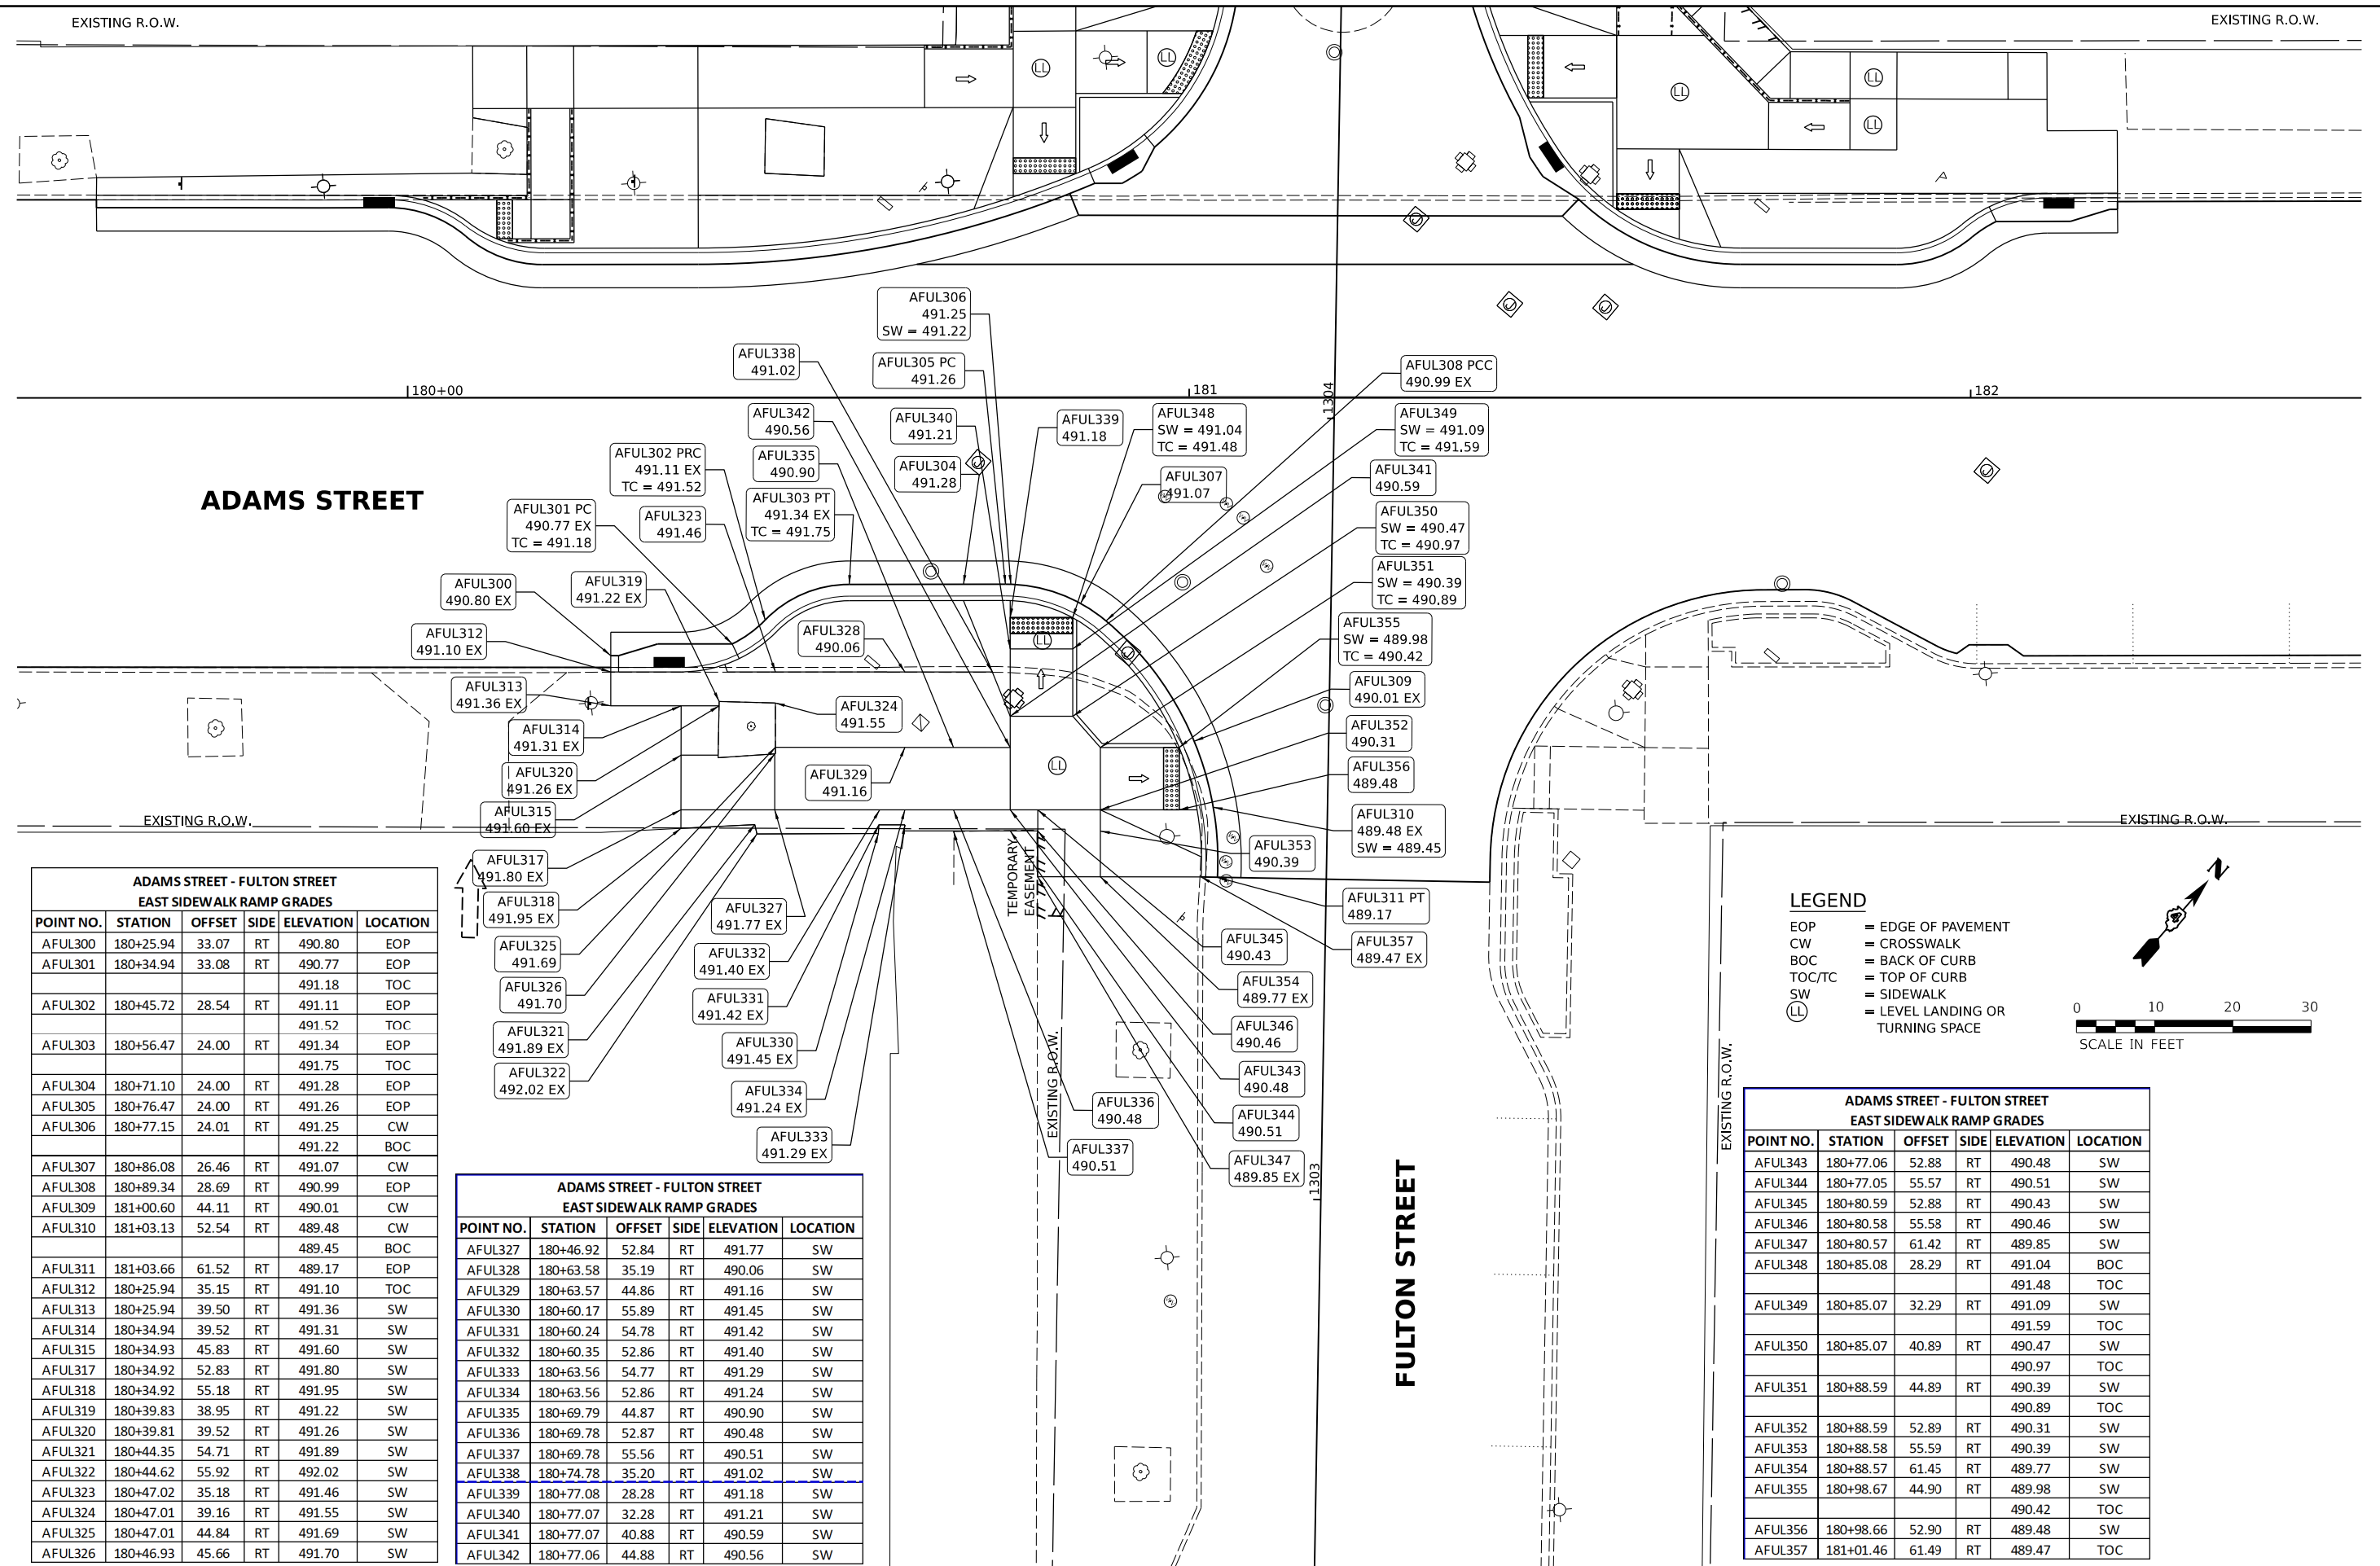 EXISTING R.O.W.
EXISTING R.O.W.
LL
LL
LL
LL
LL
180+00
181
182
1304
ADAMS STREET
AFUL306
491.25
SW = 491.22
AFUL338
491.02
AFUL305 PC
491.26
AFUL308 PCC
490.99 EX
AFUL342
490.56
AFUL340
491.21
AFUL339
491.18
AFUL348
SW = 491.04
TC = 491.48
AFUL349
SW = 491.09
TC = 491.59
AFUL302 PRC
491.11 EX
TC = 491.52
AFUL335
490.90
AFUL304
491.28
AFUL307
491.07
AFUL341
490.59
AFUL301 PC
490.77 EX
TC = 491.18
AFUL323
491.46
AFUL303 PT
491.34 EX
TC = 491.75
AFUL350
SW = 490.47
TC = 490.97
AFUL300
490.80 EX
AFUL319
491.22 EX
AFUL351
SW = 490.39
TC = 490.89
AFUL312
491.10 EX
AFUL328
490.06
LL
AFUL355
SW = 489.98
TC = 490.42
AFUL313
491.36 EX
AFUL324
491.55
AFUL309
490.01 EX
AFUL314
491.31 EX
AFUL352
490.31
AFUL320
491.26 EX
AFUL329
491.16
LL
AFUL356
489.48
AFUL315
491.60 EX
AFUL310
489.48 EX
SW = 489.45
EXISTING R.O.W.
EXISTING R.O.W.
AFUL317
491.80 EX
AFUL353
490.39
TEMPORARY
EASEMENT
AFUL318
491.95 EX
AFUL327
491.77 EX
AFUL311 PT
489.17
AFUL325
491.69
AFUL332
491.40 EX
AFUL345
490.43
AFUL357
489.47 EX
AFUL326
491.70
AFUL331
491.42 EX
AFUL354
489.77 EX
AFUL321
491.89 EX
AFUL330
491.45 EX
AFUL346
490.46
AFUL322
492.02 EX
AFUL334
491.24 EX
AFUL343
490.48
AFUL333
491.29 EX
AFUL336
490.48
AFUL344
490.51
AFUL337
490.51
AFUL347
489.85 EX
EXISTING R.O.W.
1303
FULTON STREET
EXISTING R.O.W.
LEGEND
EOP = EDGE OF PAVEMENT
CW = CROSSWALK
BOC = BACK OF CURB
TOC/TC = TOP OF CURB
SW = SIDEWALK
LL = LEVEL LANDING OR
TURNING SPACE
N
0 10 20 30
SCALE IN FEET
ADAMS STREET - FULTON STREET
EAST SIDEWALK RAMP GRADES
POINT NO. STATION OFFSET SIDE ELEVATION LOCATION
AFUL300 180+25.94 33.07 RT 490.80 EOP
AFUL301 180+34.94 33.08 RT 490.77 EOP
491.18 TOC
AFUL302 180+45.72 28.54 RT 491.11 EOP
491.52 TOC
AFUL303 180+56.47 24.00 RT 491.34 EOP
491.75 TOC
AFUL304 180+71.10 24.00 RT 491.28 EOP
AFUL305 180+76.47 24.00 RT 491.26 EOP
AFUL306 180+77.15 24.01 RT 491.25 CW
491.22 BOC
AFUL307 180+86.08 26.46 RT 491.07 CW
AFUL308 180+89.34 28.69 RT 490.99 EOP
AFUL309 181+00.60 44.11 RT 490.01 CW
AFUL310 181+03.13 52.54 RT 489.48 CW
489.45 BOC
AFUL311 181+03.66 61.52 RT 489.17 EOP
AFUL312 180+25.94 35.15 RT 491.10 TOC
AFUL313 180+25.94 39.50 RT 491.36 SW
AFUL314 180+34.94 39.52 RT 491.31 SW
AFUL315 180+34.93 45.83 RT 491.60 SW
AFUL317 180+34.92 52.83 RT 491.80 SW
AFUL318 180+34.92 55.18 RT 491.95 SW
AFUL319 180+39.83 38.95 RT 491.22 SW
AFUL320 180+39.81 39.52 RT 491.26 SW
AFUL321 180+44.35 54.71 RT 491.89 SW
AFUL322 180+44.62 55.92 RT 492.02 SW
AFUL323 180+47.02 35.18 RT 491.46 SW
AFUL324 180+47.01 39.16 RT 491.55 SW
AFUL325 180+47.01 44.84 RT 491.69 SW
AFUL326 180+46.93 45.66 RT 491.70 SW
ADAMS STREET - FULTON STREET
EAST SIDEWALK RAMP GRADES
POINT NO. STATION OFFSET SIDE ELEVATION LOCATION
AFUL327 180+46.92 52.84 RT 491.77 SW
AFUL328 180+63.58 35.19 RT 490.06 SW
AFUL329 180+63.57 44.86 RT 491.16 SW
AFUL330 180+60.17 55.89 RT 491.45 SW
AFUL331 180+60.24 54.78 RT 491.42 SW
AFUL332 180+60.35 52.86 RT 491.40 SW
AFUL333 180+63.56 54.77 RT 491.29 SW
AFUL334 180+63.56 52.86 RT 491.24 SW
AFUL335 180+69.79 44.87 RT 490.90 SW
AFUL336 180+69.78 52.87 RT 490.48 SW
AFUL337 180+69.78 55.56 RT 490.51 SW
AFUL338 180+74.78 35.20 RT 491.02 SW
AFUL339 180+77.08 28.28 RT 491.18 SW
AFUL340 180+77.07 32.28 RT 491.21 SW
AFUL341 180+77.07 40.88 RT 490.59 SW
AFUL342 180+77.06 44.88 RT 490.56 SW
ADAMS STREET - FULTON STREET
EAST SIDEWALK RAMP GRADES
POINT NO. STATION OFFSET SIDE ELEVATION LOCATION
AFUL343 180+77.06 52.88 RT 490.48 SW
AFUL344 180+77.05 55.57 RT 490.51 SW
AFUL345 180+80.59 52.88 RT 490.43 SW
AFUL346 180+80.58 55.58 RT 490.46 SW
AFUL347 180+80.57 61.42 RT 489.85 SW
AFUL348 180+85.08 28.29 RT 491.04 BOC
491.48 TOC
AFUL349 180+85.07 32.29 RT 491.09 SW
491.59 TOC
AFUL350 180+85.07 40.89 RT 490.47 SW
490.97 TOC
AFUL351 180+88.59 44.89 RT 490.39 SW
490.89 TOC
AFUL352 180+88.59 52.89 RT 490.31 SW
AFUL353 180+88.58 55.59 RT 490.39 SW
AFUL354 180+88.57 61.45 RT 489.77 SW
AFUL355 180+98.67 44.90 RT 489.98 SW
490.42 TOC
AFUL356 180+98.66 52.90 RT 489.48 SW
AFUL357 181+01.46 61.49 RT 489.47 TOC